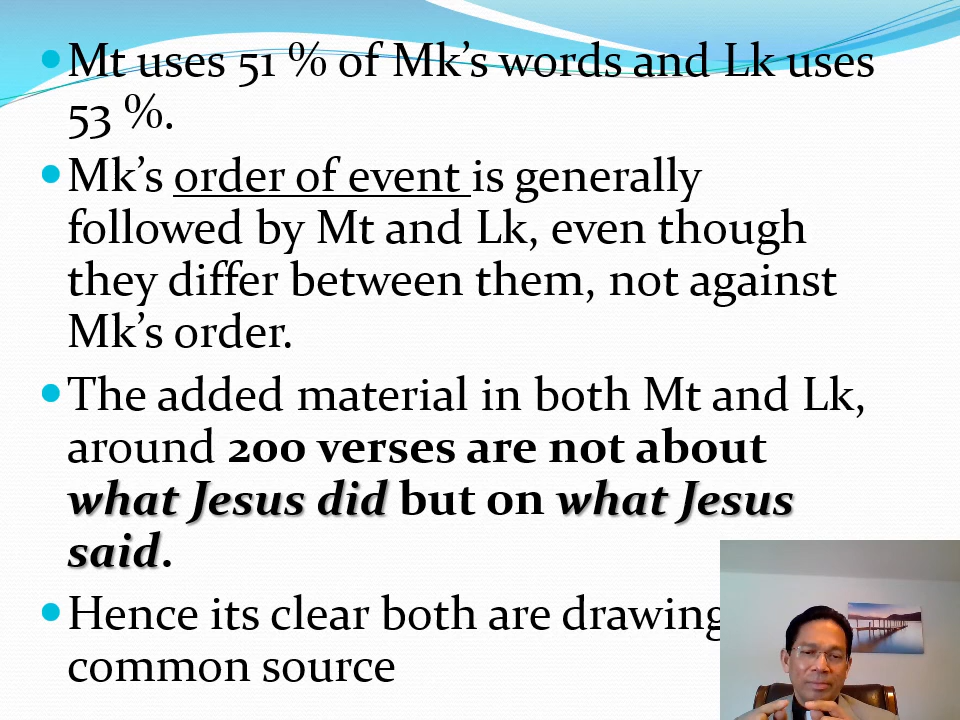 Mt uses 51 % of Mk’s words and Lk uses
53 %.
Mk’s order of event is generally
followed by Mt and Lk, even though
they differ between them, not against
Mk’s order.
The added material in both Mt and Lk,
around 200 verses are not about
what Jesus did but on what Jesus
said.
Hence its clear both are drawing
common source